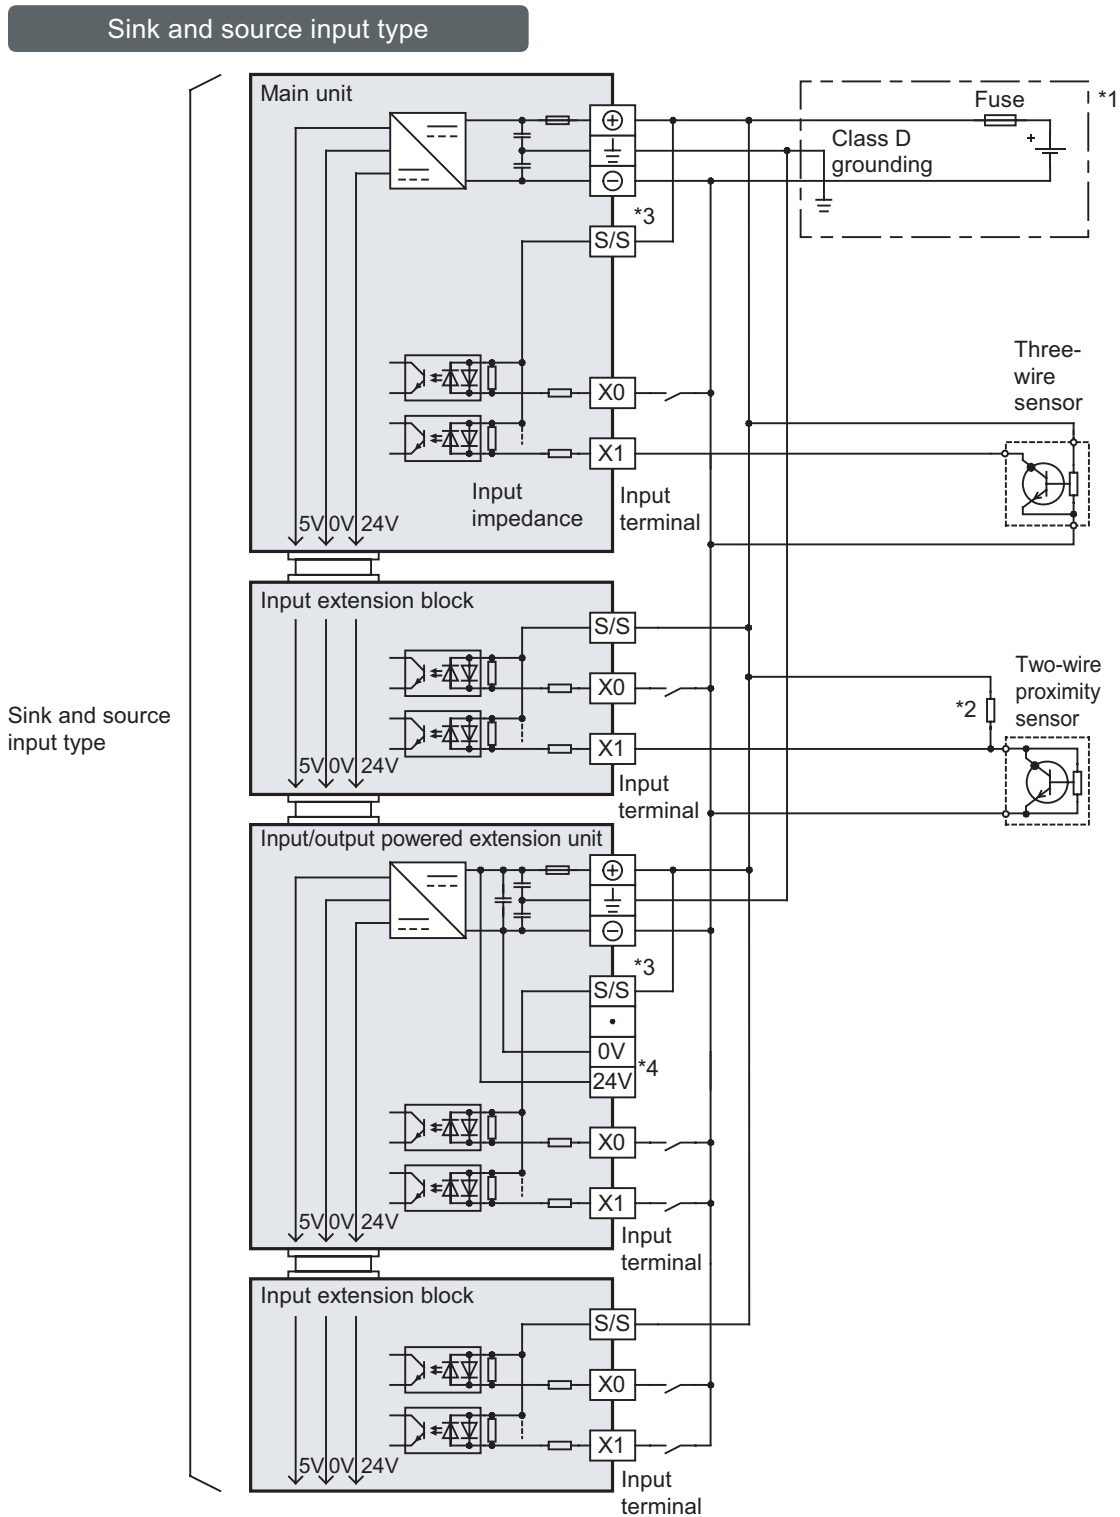 Sink and source input type
Main unit
Fuse
*1
Class D
grounding
+
*3
S/S
Three-
wire
sensor
X0
X1
Input
impedance
Input
terminal
5V 0V 24V
Input extension block
S/S
X0
Two-wire
proximity
sensor
*2
Sink and source
input type
X1
5V 0V 24V
Input
terminal
Input/output powered extension unit
*3
S/S
0V
*4
24V
X0
X1
5V 0V 24V
Input
terminal
Input extension block
S/S
X0
X1
5V 0V 24V
Input
terminal